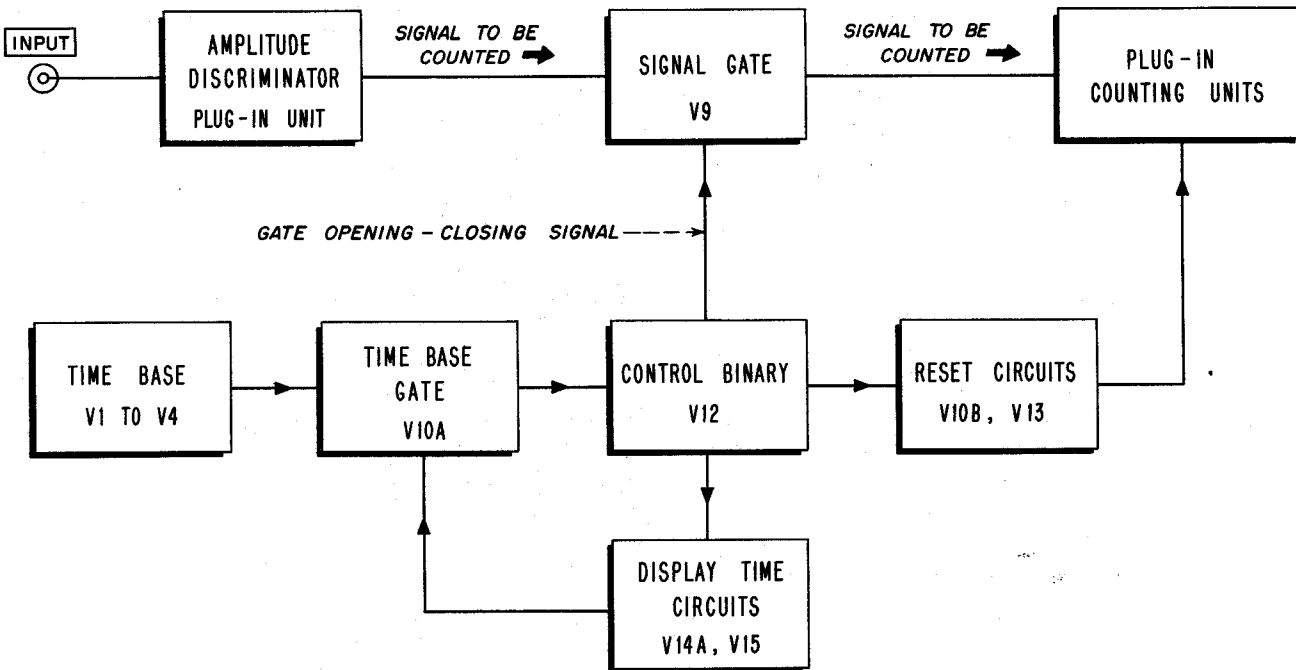 INPUT
AMPLITUDE
DISCRIMINATOR
PLUG-IN UNIT
SIGNAL TO BE
COUNTED
SIGNAL GATE
V9
SIGNAL TO BE
COUNTED
PLUG-IN
COUNTING UNITS
GATE OPENING - CLOSING SIGNAL
TIME BASE
V1 TO V4
TIME BASE
GATE
V10A
CONTROL BINARY
V12
RESET CIRCUITS
V10B, V13
DISPLAY TIME
CIRCUITS
V14A, V15